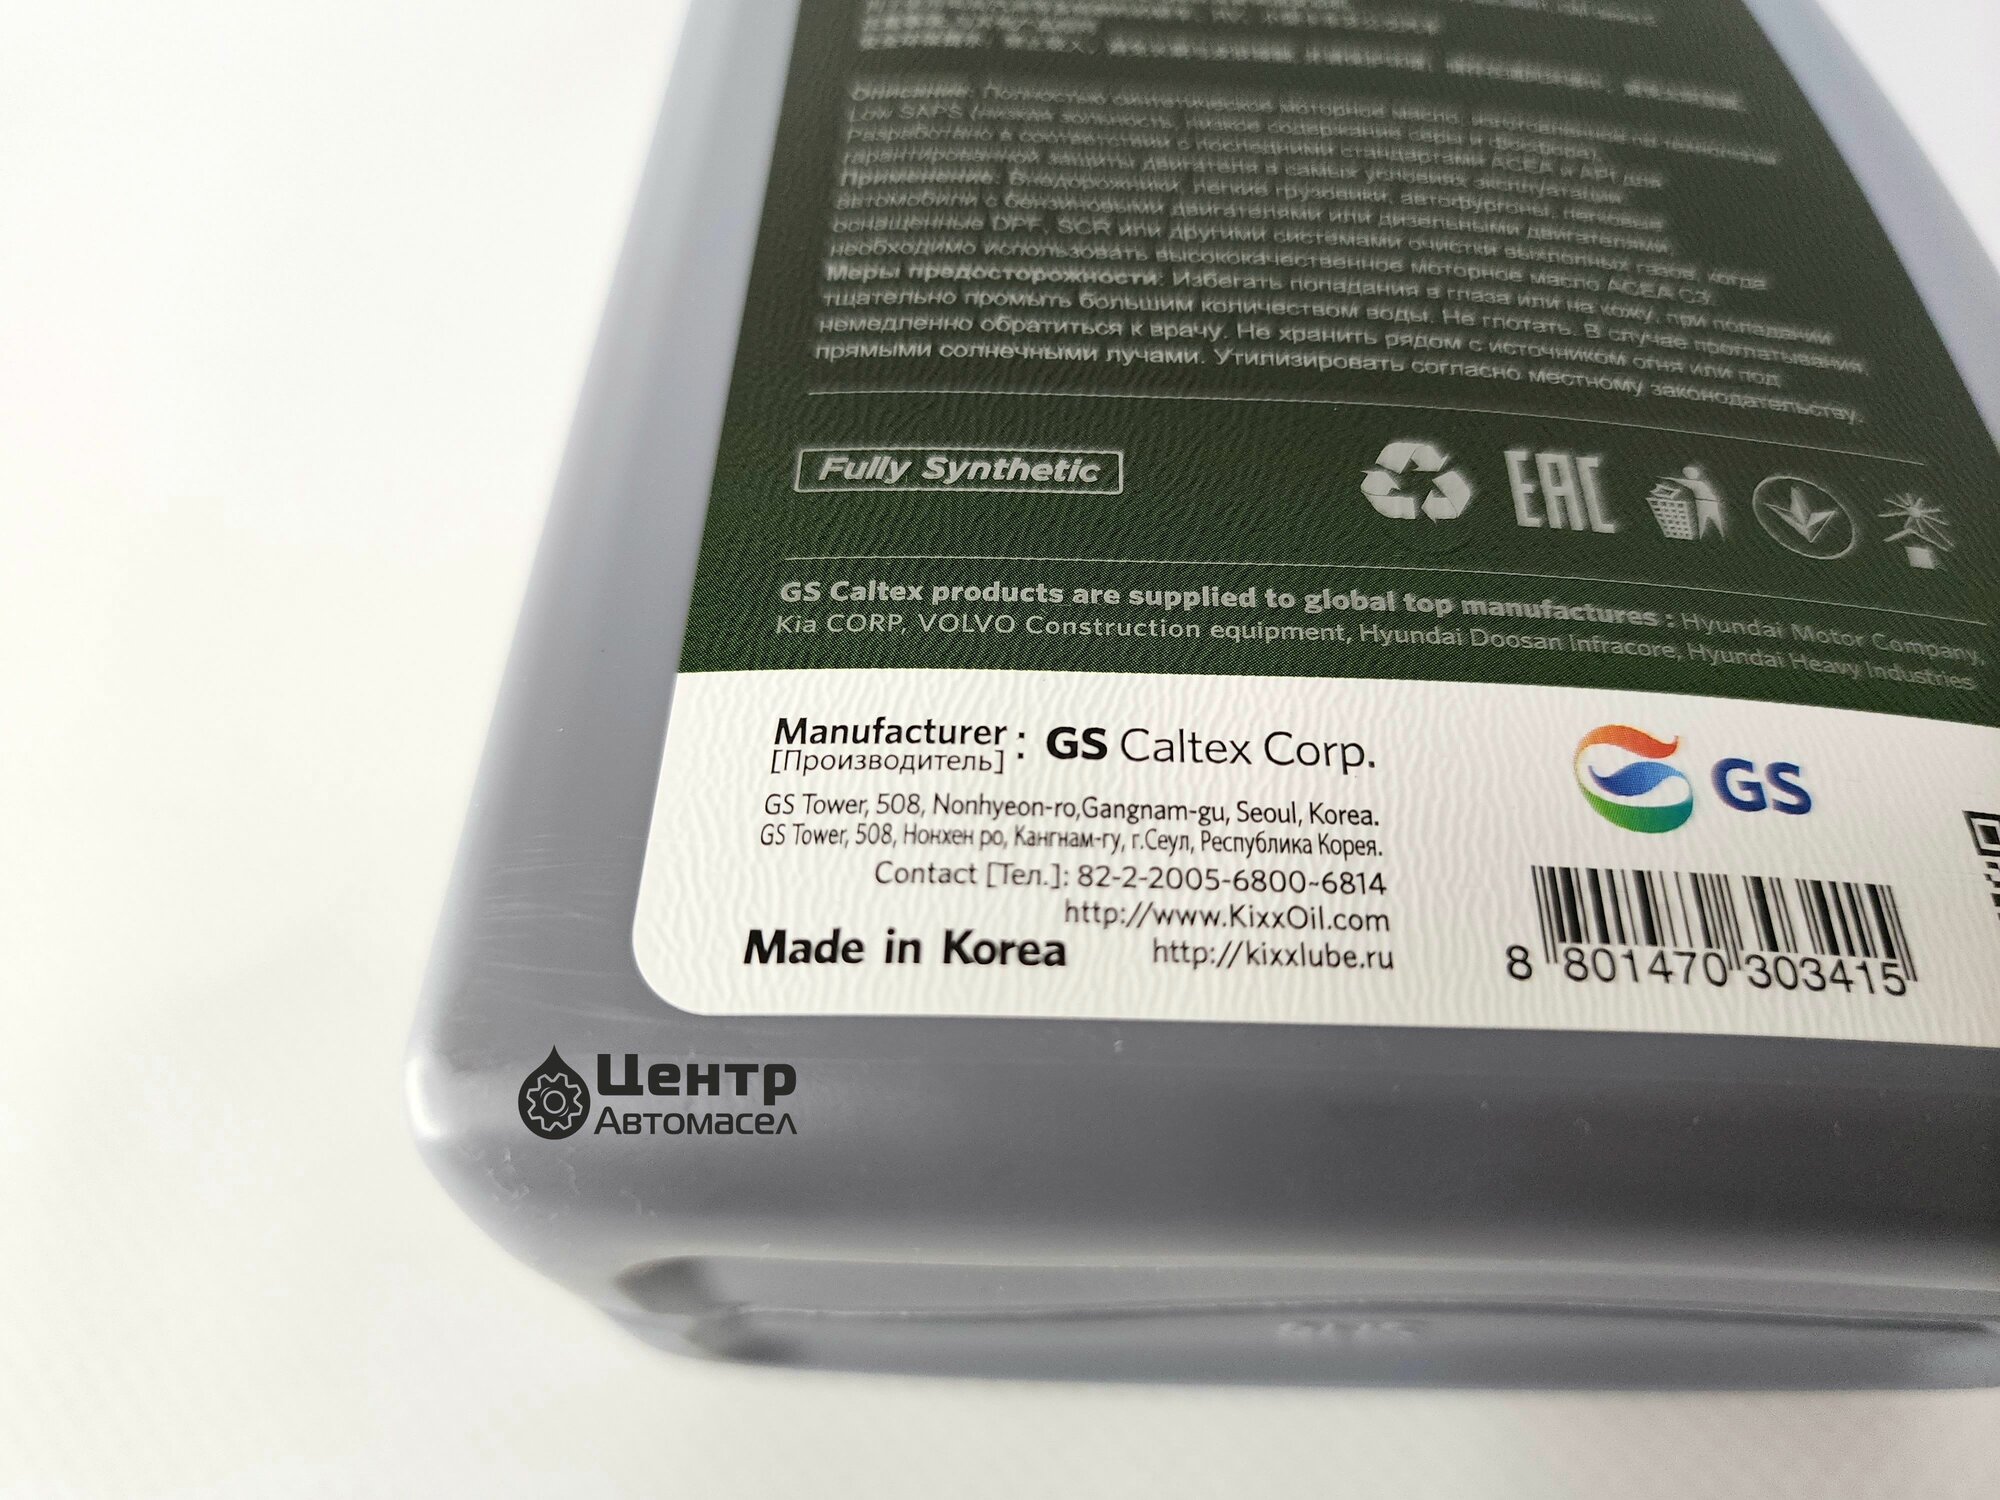 Описание: Полностью синтетическое моторное масло, изготовленное по технологии
Low SAPS (низкая зольность, низкое содержание серы и фосфора).
Разработано в соответствии с последними стандартами ACEA и API для
гарантированной защиты двигателя в самых условиях эксплуатации.
Применение: Внедорожники, легкие грузовики, автофургоны, легковые
автомобили с бензиновыми двигателями или дизельными двигателями,
оснащенные DPF, SCR или другими системами очистки выхлопных газов, когда
необходимо использовать высококачественное моторное масло ACEA C3.
Меры предосторожности: Избегать попадания в глаза или на кожу, при попадании
тщательно промыть большим количеством воды. Не глотать. В случае проглатывания,
немедленно обратиться к врачу. Не хранить рядом с источником огня или под
прямыми солнечными лучами. Утилизировать согласно местному законодательству.
Fully Synthetic
EAC
GS Caltex products are supplied to global top manufactures : Hyundai Motor Company,
Kia CORP, VOLVO Construction equipment, Hyundai Doosan Infracore, Hyundai Heavy Industries
Manufacturer : GS Caltex Corp.
[Производитель]
GS
GS Tower, 508, Nonhyeon-ro,Gangnam-gu, Seoul, Korea.
GS Tower, 508, Нонхен ро, Кангнам-гу, г.Сеул, Республика Корея.
Contact [Тел.]: 82-2-2005-6800~6814
http://www.KixxOil.com
Made in Korea
http://kixxlube.ru
8 801470 303415
Центр
Автомасел